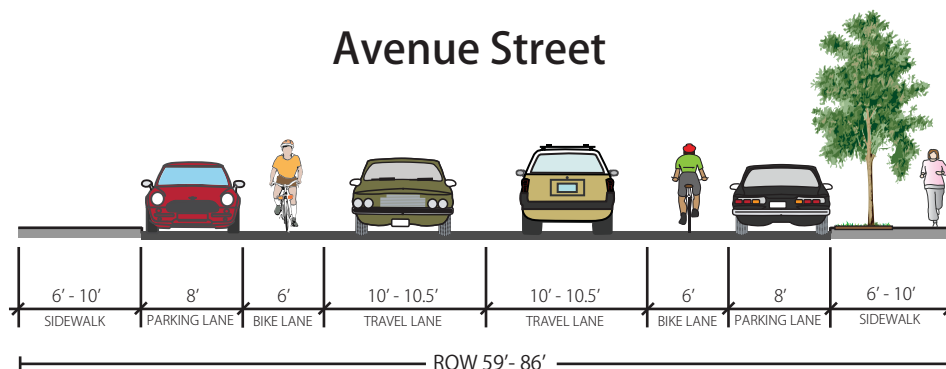 Avenue Street
6’ - 10’ 8’ 6’ 10’ - 10.5’ 10’ - 10.5’ 6’ 8’ 6’ - 10’
SIDEWALK PARKING LANE BIKE LANE TRAVEL LANE TRAVEL LANE BIKE LANE PARKING LANE SIDEWALK
ROW 59’- 86’